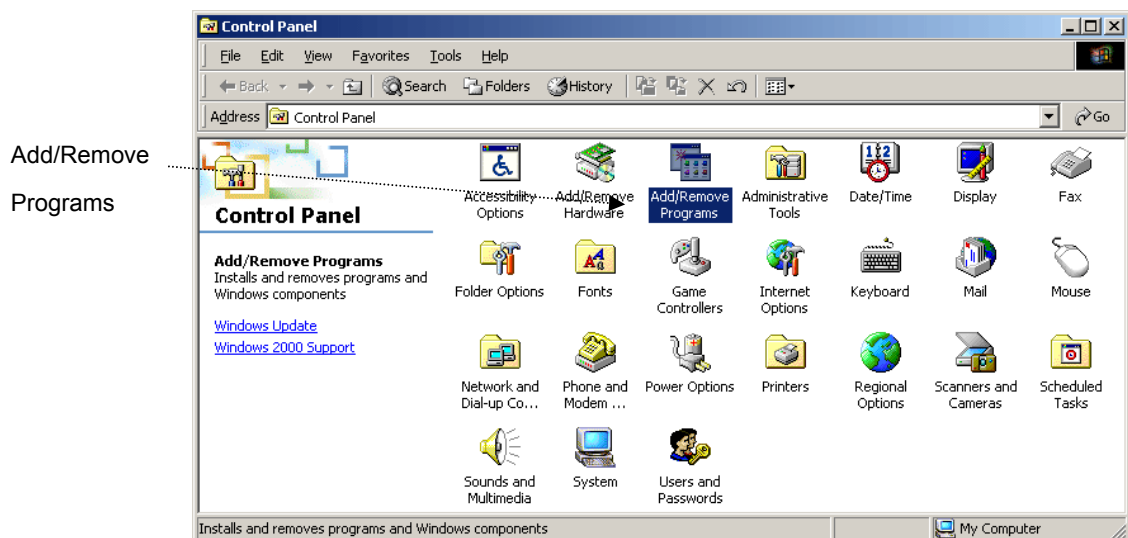 Control Panel
File Edit View Favorites Tools Help
Back Search Folders History
Address Control Panel Go
Add/Remove
Programs
Control Panel
Add/Remove Programs
Installs and removes programs and
Windows components
Windows Update
Windows 2000 Support
Accessibility
Options
Add/Remove
Hardware
Add/Remove
Programs
Administrative
Tools
Date/Time
Display
Fax
Folder Options
Fonts
Game
Controllers
Internet
Options
Keyboard
Mail
Mouse
Network and
Dial-up Co...
Phone and
Modem ...
Power Options
Printers
Regional
Options
Scanners and
Cameras
Scheduled
Tasks
Sounds and
Multimedia
System
Users and
Passwords
Installs and removes programs and Windows components
My Computer